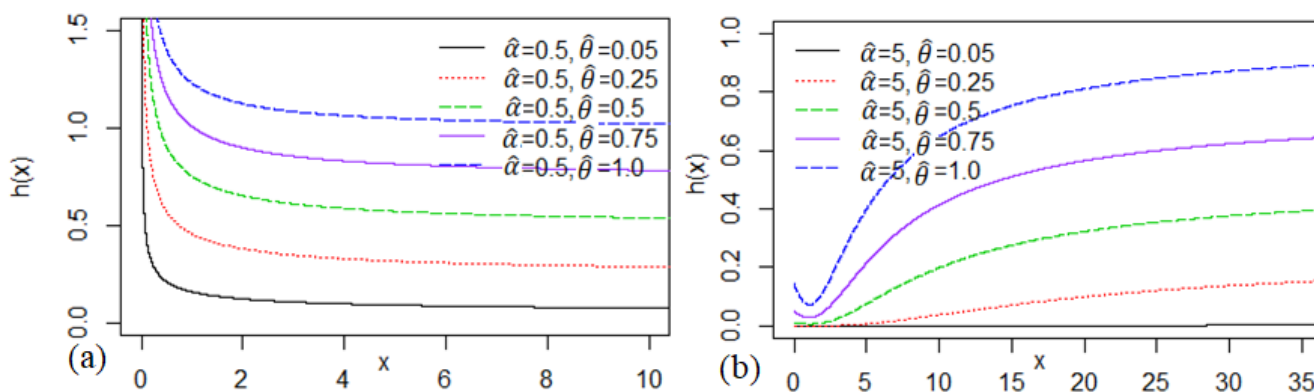 h(x)
1.5
1.0
0.5
0.0
α̂=0.5, θ̂=0.05
α̂=0.5, θ̂=0.25
α̂=0.5, θ̂=0.5
α̂=0.5, θ̂=0.75
α̂=0.5, θ̂=1.0
0 2 4 6 8 10
(a)
x
h(x)
1.0
0.8
0.6
0.4
0.2
0.0
α̂=5, θ̂=0.05
α̂=5, θ̂=0.25
α̂=5, θ̂=0.5
α̂=5, θ̂=0.75
α̂=5, θ̂=1.0
0 5 10 15 20 25 30 35
(b)
x